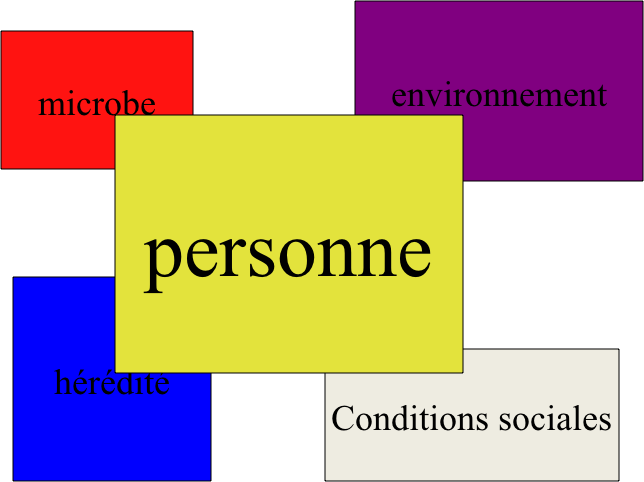 microbe
environnement
personne
hérédité
Conditions sociales